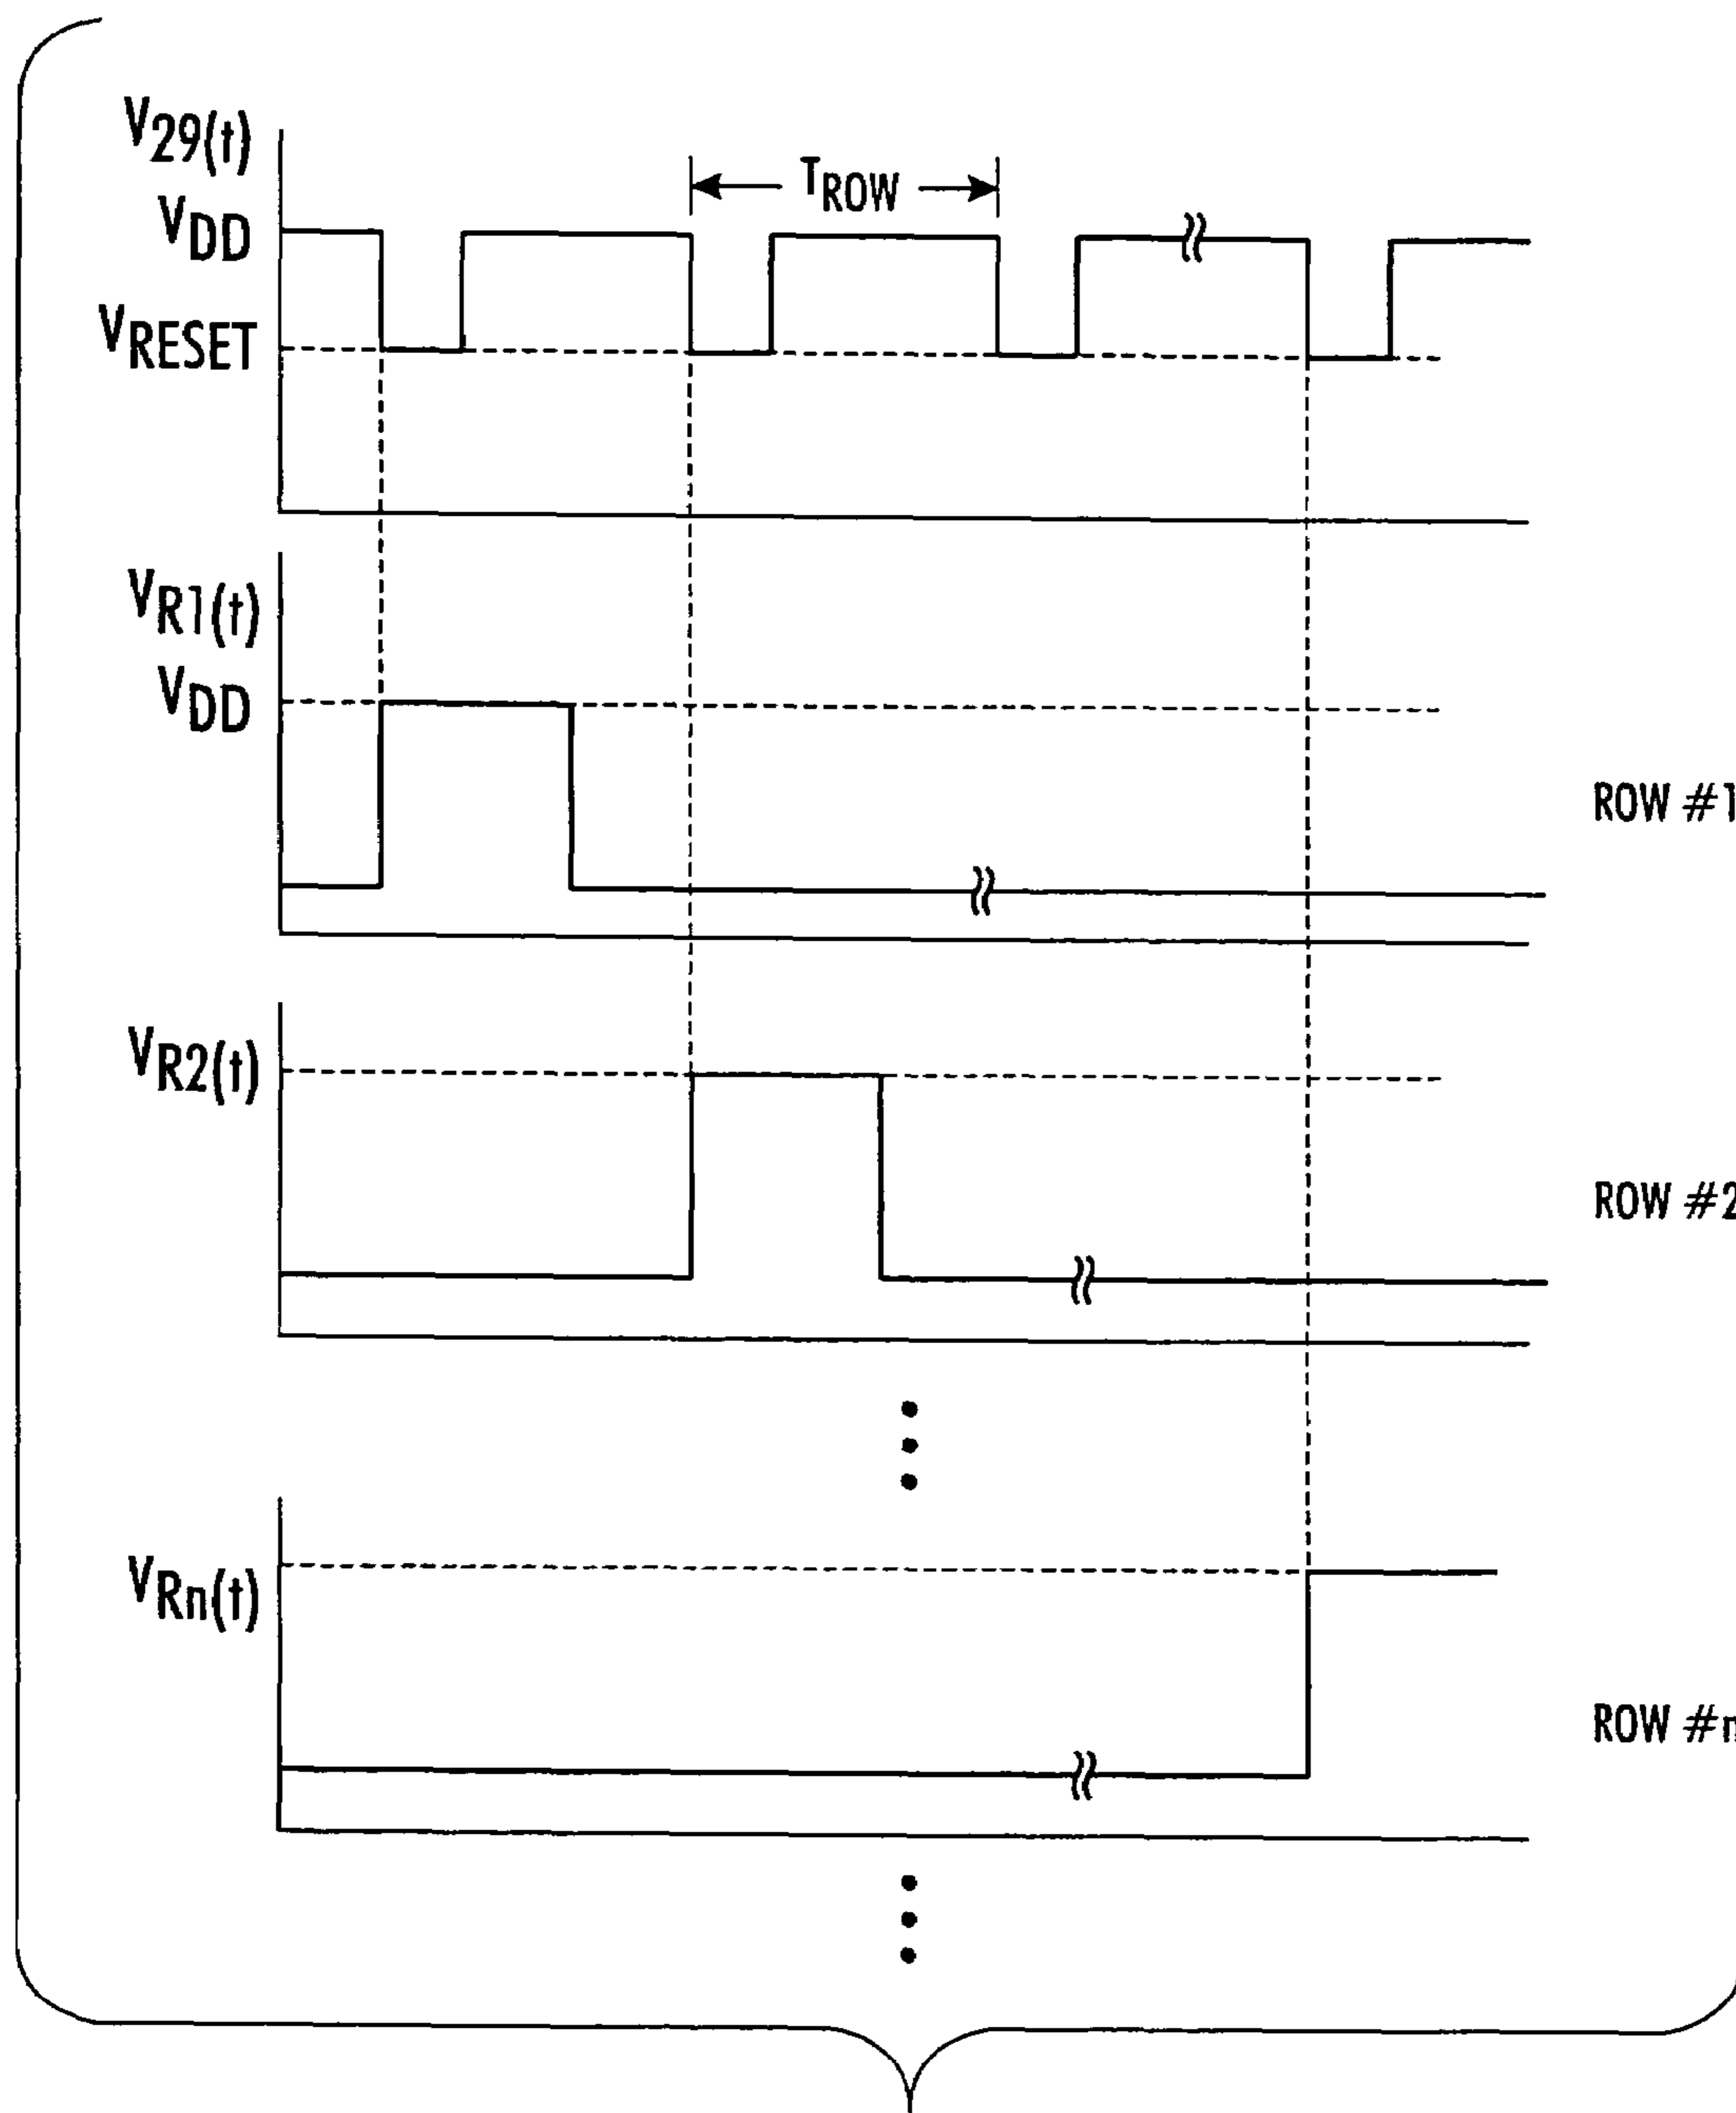 V29(t)
TROW
VDD
VRESET
VR1(t)
VDD
ROW #1
VR2(t)
ROW #2
VRn(t)
ROW #n